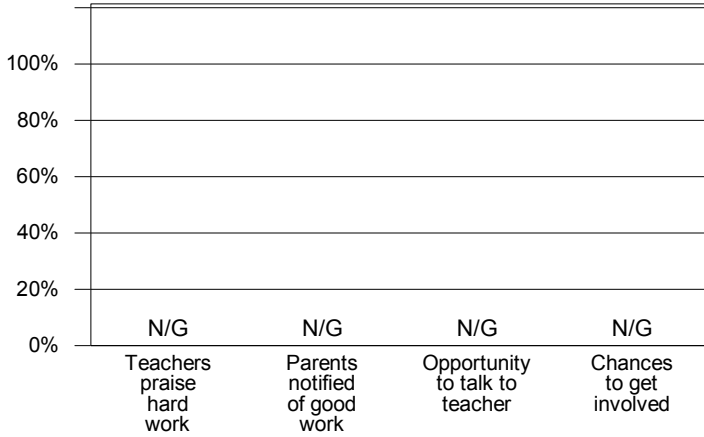 100%
80%
60%
40%
20%
0%
N/G N/G N/G N/G
Teachers
praise
hard
work
Parents
notified
of good
work
Opportunity
to talk to
teacher
Chances
to get
involved